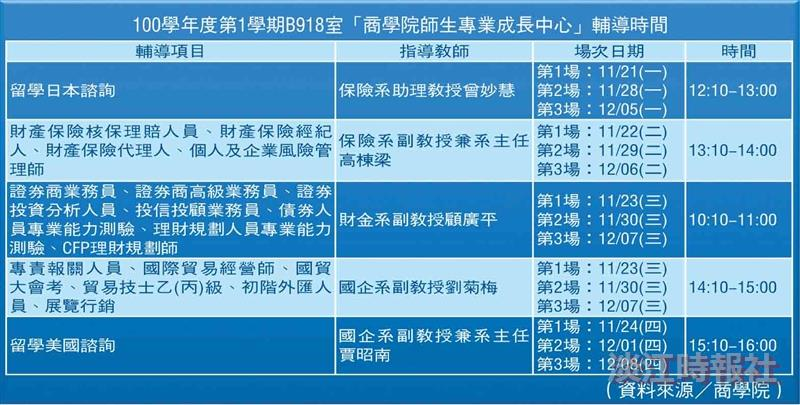 100學年度第1學期B918室「商學院師生專業成長中心」輔導時間
輔導項目 指導教師 場次日期 時間
留學日本諮詢
保險系助理教授曾妙慧
第1場：11/21(一)
第2場：11/28(一)
第3場：12/05(一)
12:10-13:00
財產保險核保理賠人員、財產保險經紀
人、財產保險代理人、個人及企業風險管
理師
保險系副教授兼系主任
高棟梁
第1場：11/22(二)
第2場：11/29(二)
第3場：12/06(二)
13:10-14:00
證券商業務員、證券商高級業務員、證券
投資分析人員、投信投顧業務員、債券人
員專業能力測驗、理財規劃人員專業能力
測驗、CFP理財規劃師
財金系副教授顧廣平
第1場：11/23(三)
第2場：11/30(三)
第3場：12/07(三)
10:10-11:00
專責報關人員、國際貿易經營師、國貿
大會考、貿易技士乙(丙)級、初階外匯人
員、展覽行銷
國企系副教授劉菊梅
第1場：11/23(三)
第2場：11/30(三)
第3場：12/07(三)
14:10-15:00
留學美國諮詢
國企系副教授兼系主任
賈昭南
第1場：11/24(四)
第2場：12/01(四)
第3場：12/08(四)
15:10-16:00
淡江時報社
（資料來源／商學院）